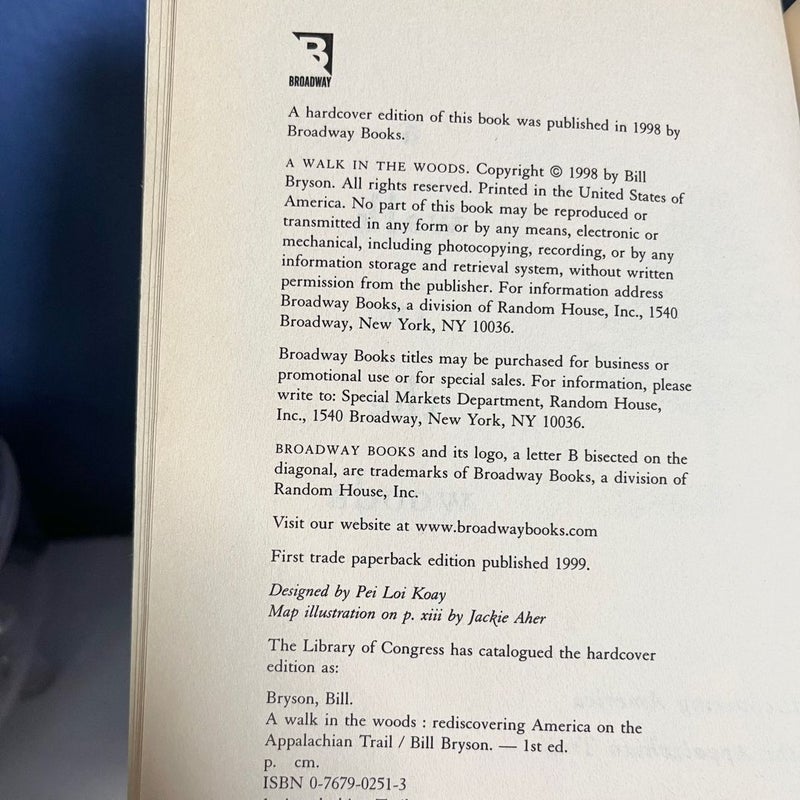 B
BROADWAY
A hardcover edition of this book was published in 1998 by
Broadway Books.
A WALK IN THE WOODS. Copyright © 1998 by Bill
Bryson. All rights reserved. Printed in the United States of
America. No part of this book may be reproduced or
transmitted in any form or by any means, electronic or
mechanical, including photocopying, recording, or by any
information storage and retrieval system, without written
permission from the publisher. For information address
Broadway Books, a division of Random House, Inc., 1540
Broadway, New York, NY 10036.
Broadway Books titles may be purchased for business or
promotional use or for special sales. For information, please
write to: Special Markets Department, Random House,
Inc., 1540 Broadway, New York, NY 10036.
BROADWAY BOOKS and its logo, a letter B bisected on the
diagonal, are trademarks of Broadway Books, a division of
Random House, Inc.
Visit our website at www.broadwaybooks.com
First trade paperback edition published 1999.
Designed by Pei Loi Koay
Map illustration on p. xiii by Jackie Aher
The Library of Congress has catalogued the hardcover
edition as:
Bryson, Bill.
A walk in the woods : rediscovering America on the
Appalachian Trail / Bill Bryson. — 1st ed.
p. cm.
ISBN 0-7679-0251-3